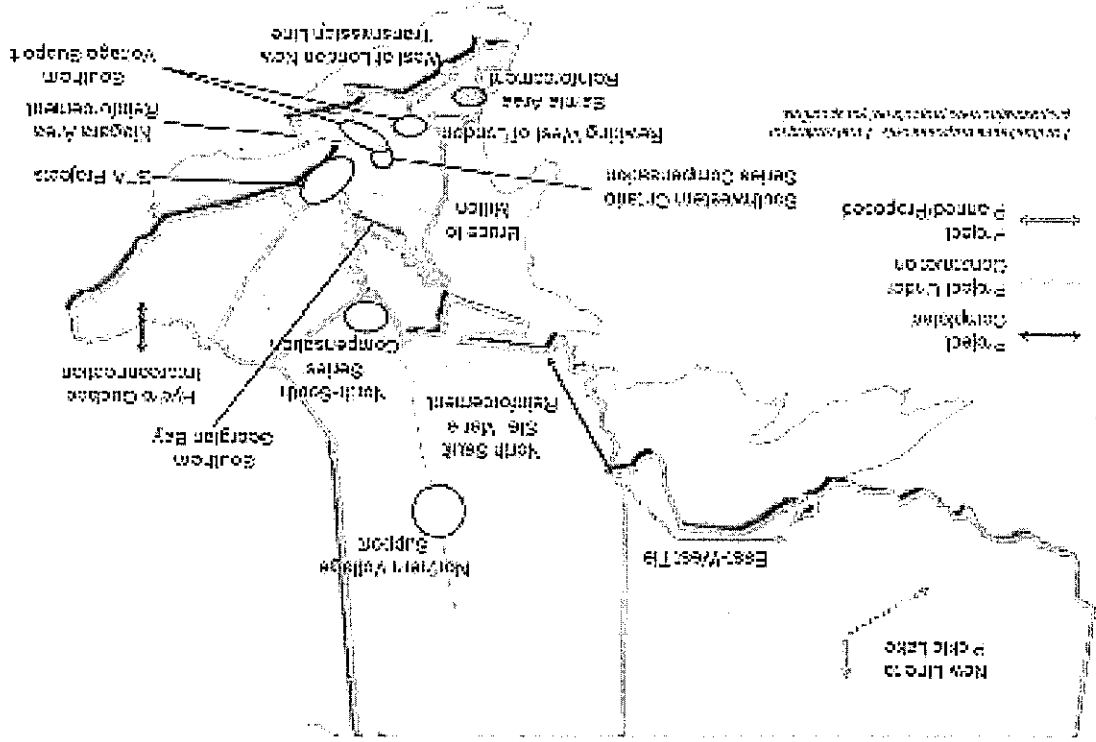 New Line to
Pickle Lake
East-West Tie
Northern Voltage
Support
North Sault
Ste. Marie
Reinforcement
Southern
Georgian Bay
North-South
Series
Compensation
Hydro Quebec
Interconnection
Project
Completed
Project Under
Construction
Project
Planned/Proposed
Bruce to
Milton
Southwestern Ontario
Series Compensation
GTA Projects
Rewiring West of London
Niagara Area
Reinforcement
Sarnia Area
Reinforcement
Southern
Voltage Support
West of London New
Transmission Line